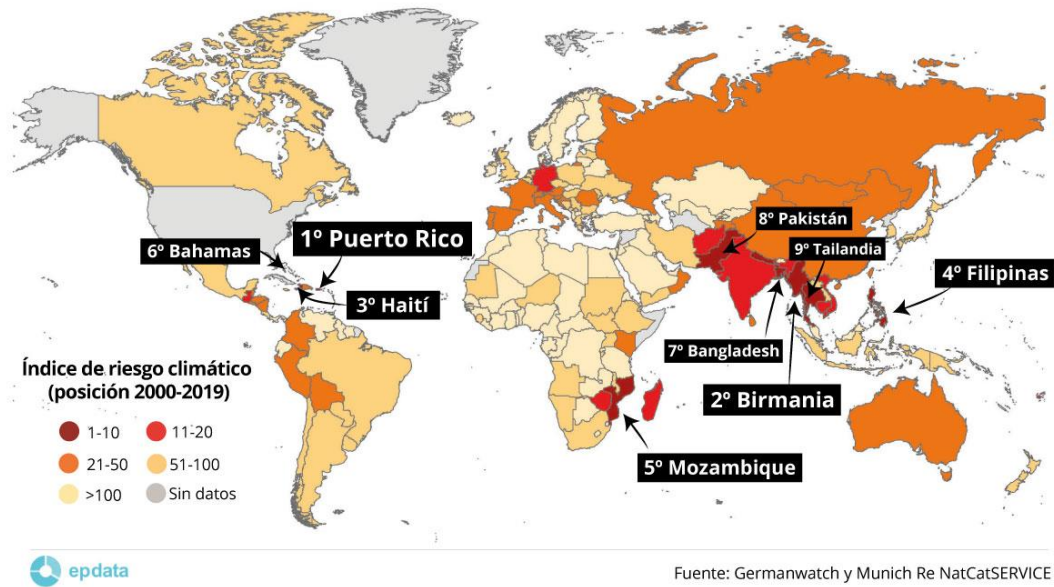 8º Pakistán
1º Puerto Rico
9º Tailandia
6º Bahamas
4º Filipinas
3º Haití
7º Bangladesh
2º Birmania
5º Mozambique
Índice de riesgo climático
(posición 2000-2019)
1-10
11-20
21-50
51-100
>100
Sin datos
epdata
Fuente: Germanwatch y Munich Re NatCatSERVICE